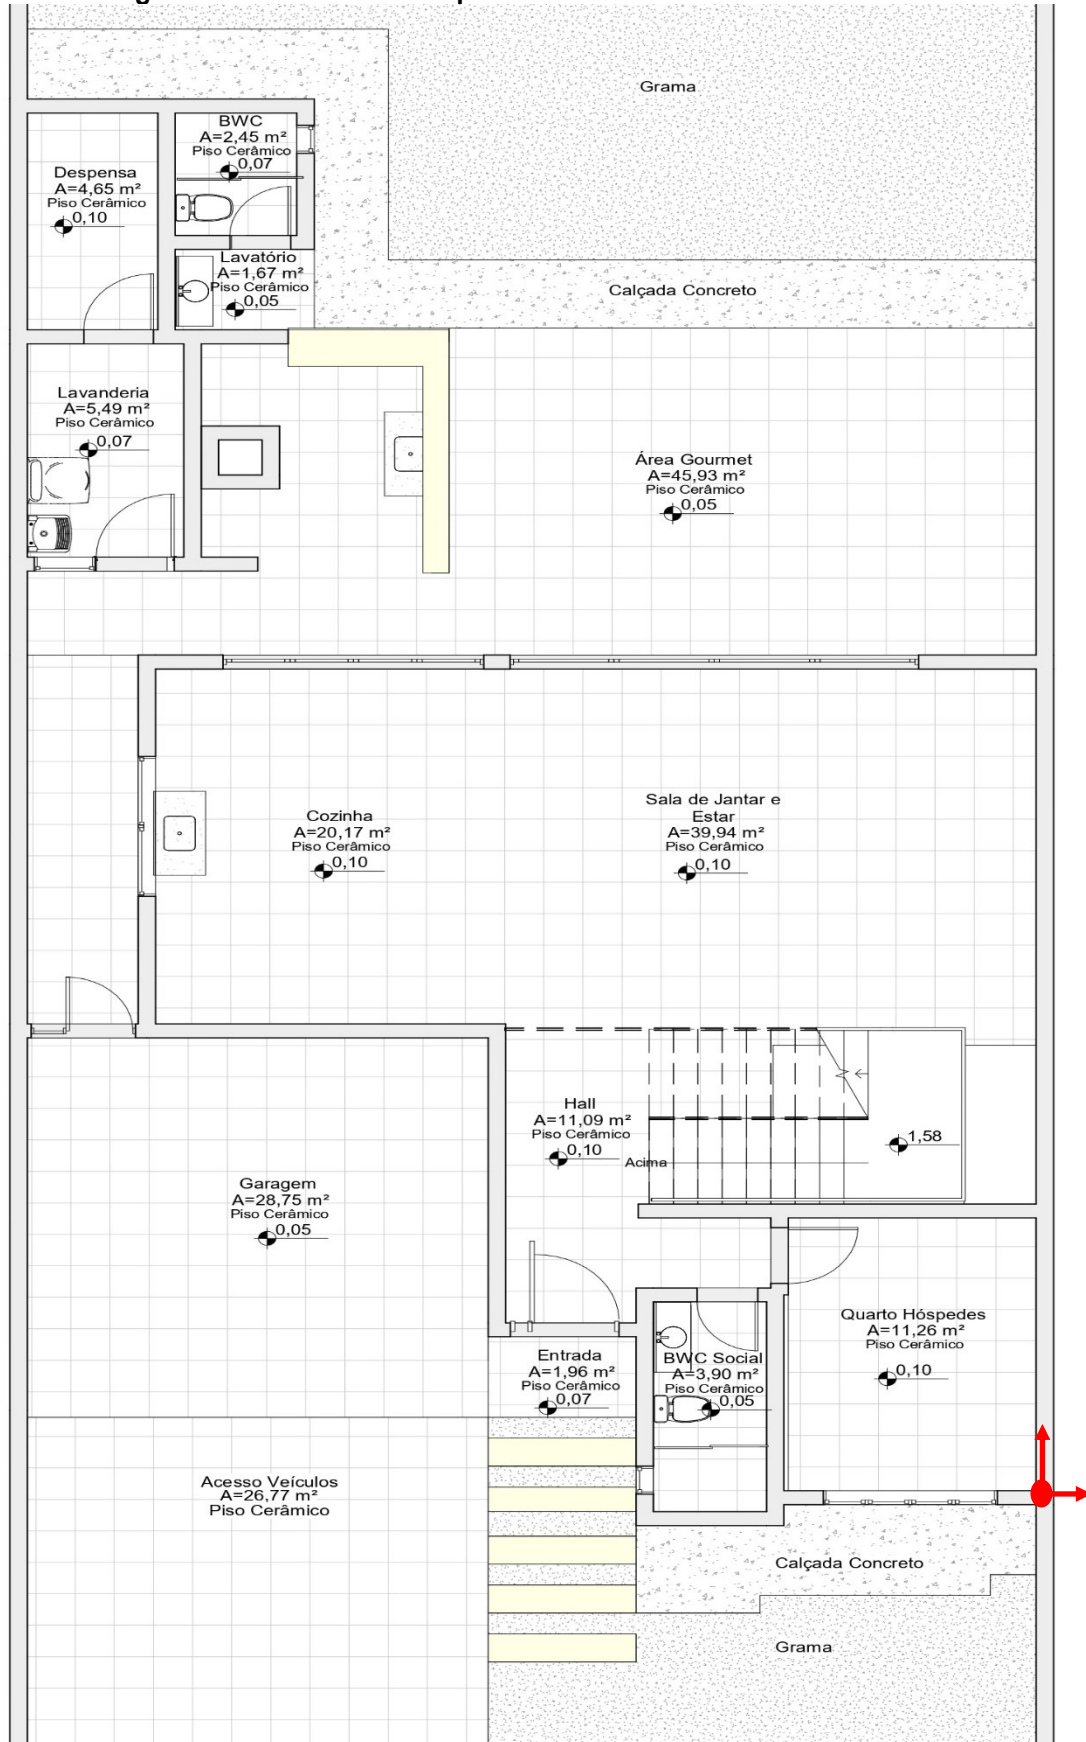 Grama
BWC
A=2,45 m²
Piso Cerâmico
0,07
Despensa
A=4,65 m²
Piso Cerâmico
0,10
Lavatório
A=1,67 m²
Piso Cerâmico
0,05
Calçada Concreto
Lavanderia
A=5,49 m²
Piso Cerâmico
0,07
Área Gourmet
A=45,93 m²
Piso Cerâmico
0,05
Cozinha
A=20,17 m²
Piso Cerâmico
0,10
Sala de Jantar e
Estar
A=39,94 m²
Piso Cerâmico
0,10
Hall
A=11,09 m²
Piso Cerâmico
0,10
Acima
1,58
Garagem
A=28,75 m²
Piso Cerâmico
0,05
Quarto Hóspedes
A=11,26 m²
Piso Cerâmico
0,10
Entrada
A=1,96 m²
Piso Cerâmico
0,07
BWC Social
A=3,90 m²
Piso Cerâmico
0,05
Acesso Veículos
A=26,77 m²
Piso Cerâmico
Calçada Concreto
Grama